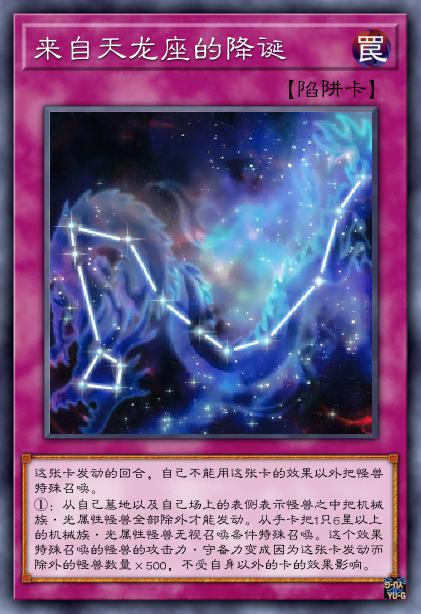 来自天龙座的降诞
罠
【陷阱卡】
这张卡发动的回合，自己不能用这张卡的效果以外把怪兽
特殊召唤。
①：从自己墓地以及自己场上的表侧表示怪兽之中把机械
族·光属性怪兽全部除外才能发动。从手卡把1只6星以上
的机械族·光属性怪兽无视召唤条件特殊召唤。这个效果
特殊召唤的怪兽的攻击力·守备力变成因为这张卡发动而
除外的怪兽数量×500，不受自身以外的卡的效果影响。